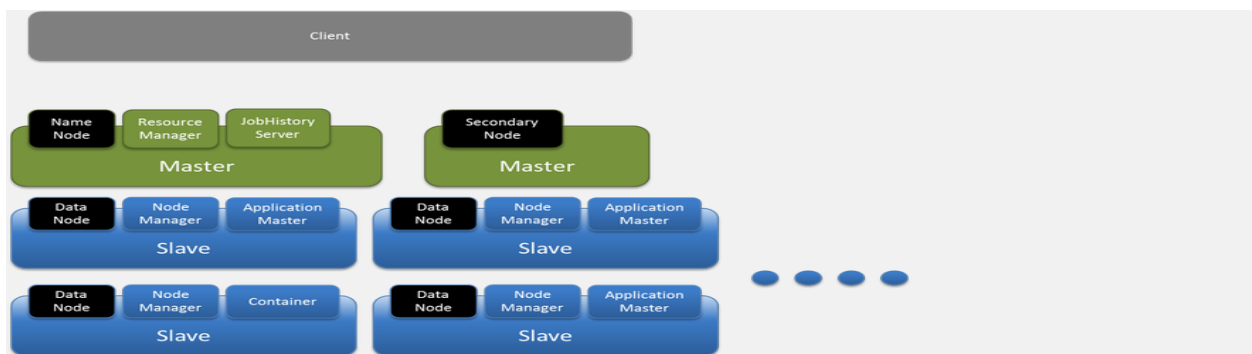 Client
Name
Node
Resource
Manager
JobHistory
Server
Master
Secondary
Node
Master
Data
Node
Node
Manager
Application
Master
Slave
Data
Node
Node
Manager
Application
Master
Slave
Data
Node
Node
Manager
Container
Slave
Data
Node
Node
Manager
Application
Master
Slave